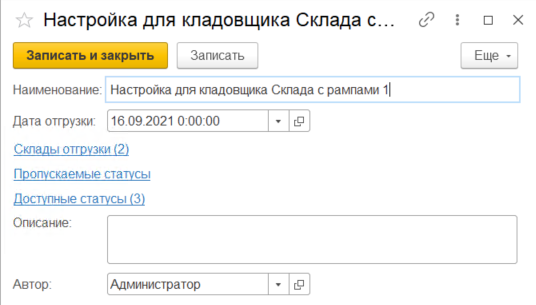 Настройка для кладовщика Склада с...
Записать и закрыть
Записать
Еще
Наименование: Настройка для кладовщика Склада с рампами 1
Дата отгрузки: 16.09.2021 0:00:00
Склады отгрузки (2)
Пропускаемые статусы
Доступные статусы (3)
Описание:
Автор: Администратор